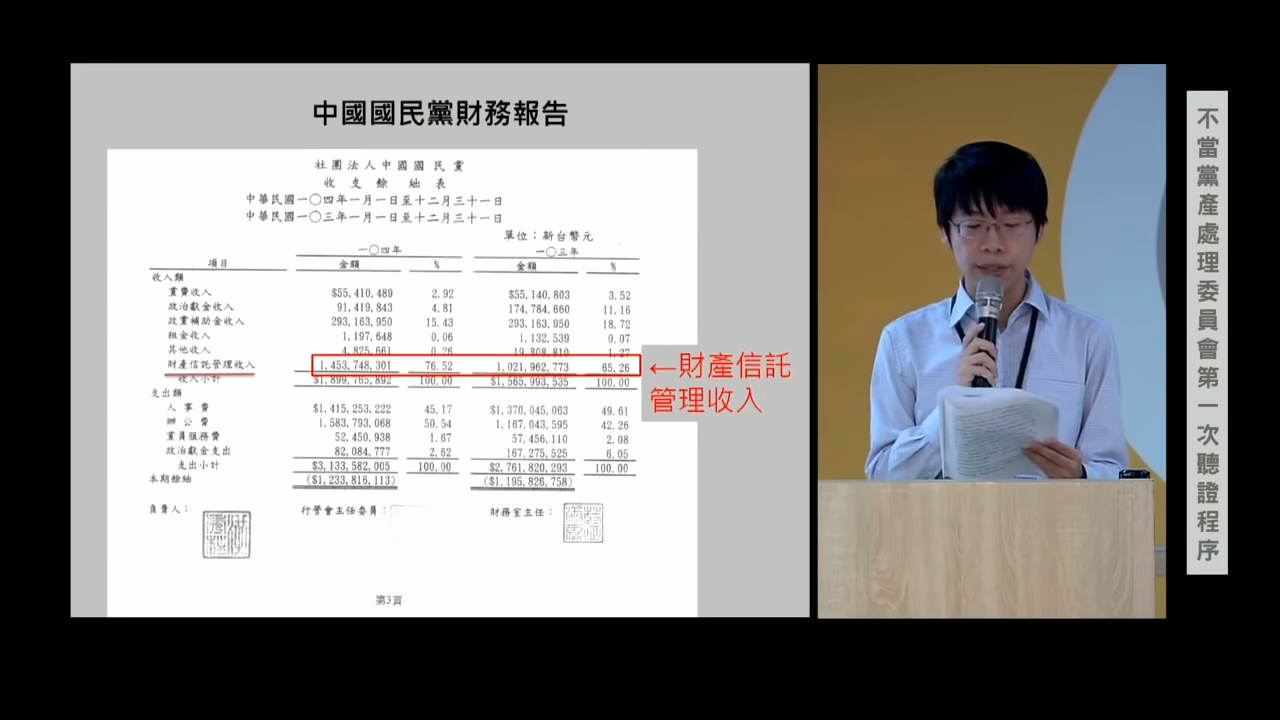 中國國民黨財務報告
社團法人中國國民黨
收支餘絀表
中華民國一〇四年一月一日至十二月三十一日
中華民國一〇三年一月一日至十二月三十一日
單位：新台幣元
一〇四年 一〇三年
項目 金額 % 金額 %
收入類
黨費收入 $55,410,489 2.92 $55,140,803 3.52
政治獻金收入 91,419,843 4.81 174,784,660 11.16
政黨補助金收入 293,163,950 15.43 293,163,950 18.72
租金收入 1,197,648 0.06 1,132,539 0.07
其他收入 4,825,661 0.26 19,808,810 1.27
財產信託管理收入 1,453,748,301 76.52 1,021,962,773 65.26
收入小計 $1,899,765,892 100.00 $1,565,993,535 100.00
支出類
人事費 $1,415,253,222 45.17 $1,370,045,063 49.61
辦公費 1,583,793,068 50.54 1,167,043,595 42.26
黨員服務費 52,450,938 1.67 57,456,110 2.08
政治獻金支出 82,084,777 2.62 167,275,525 6.05
支出小計 $3,133,582,005 100.00 $2,761,820,293 100.00
本期餘絀 ($1,233,816,113) ($1,195,826,758)
負責人： 行管會主任委員： 財務室主任：
第3頁
←財產信託
管理收入
不當黨產處理委員會第一次聽證程序